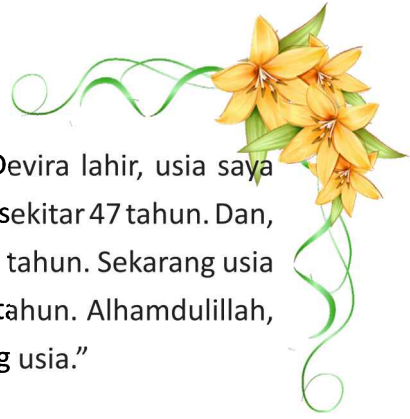 Devira lahir, usia saya
sekitar 47 tahun. Dan,
tahun. Sekarang usia
tahun. Alhamdulillah,
g usia.”